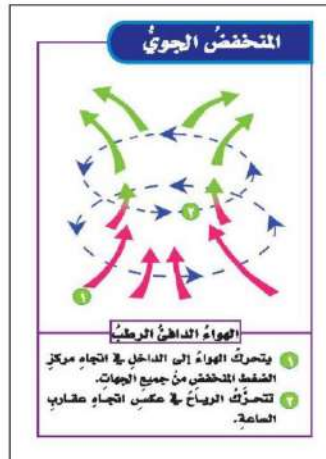 المنخفضُ الجويُّ
٢
١
الهواءُ الدافئُ الرطبُ
١ يتحركُ الهواءُ إلى الداخلِ في اتجاهِ مركزِ
الضغطِ المنخفضِ منْ جميعِ الجهاتِ.
٢ تتحرَّكُ الرياحُ في عكسِ اتجاهِ عقاربِ
الساعةِ.